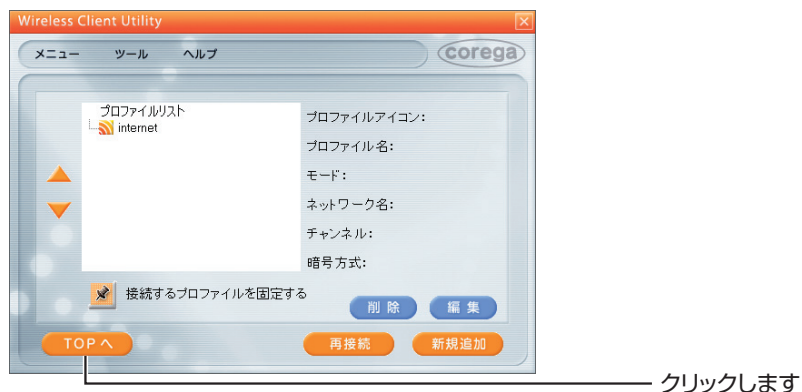 Wireless Client Utility
メニュー ツール ヘルプ
corega
プロファイルリスト
internet
プロファイルアイコン:
プロファイル名:
モード:
ネットワーク名:
チャンネル:
暗号方式:
接続するプロファイルを固定する
削 除 編 集
TOP へ 再接続 新規追加
クリックします